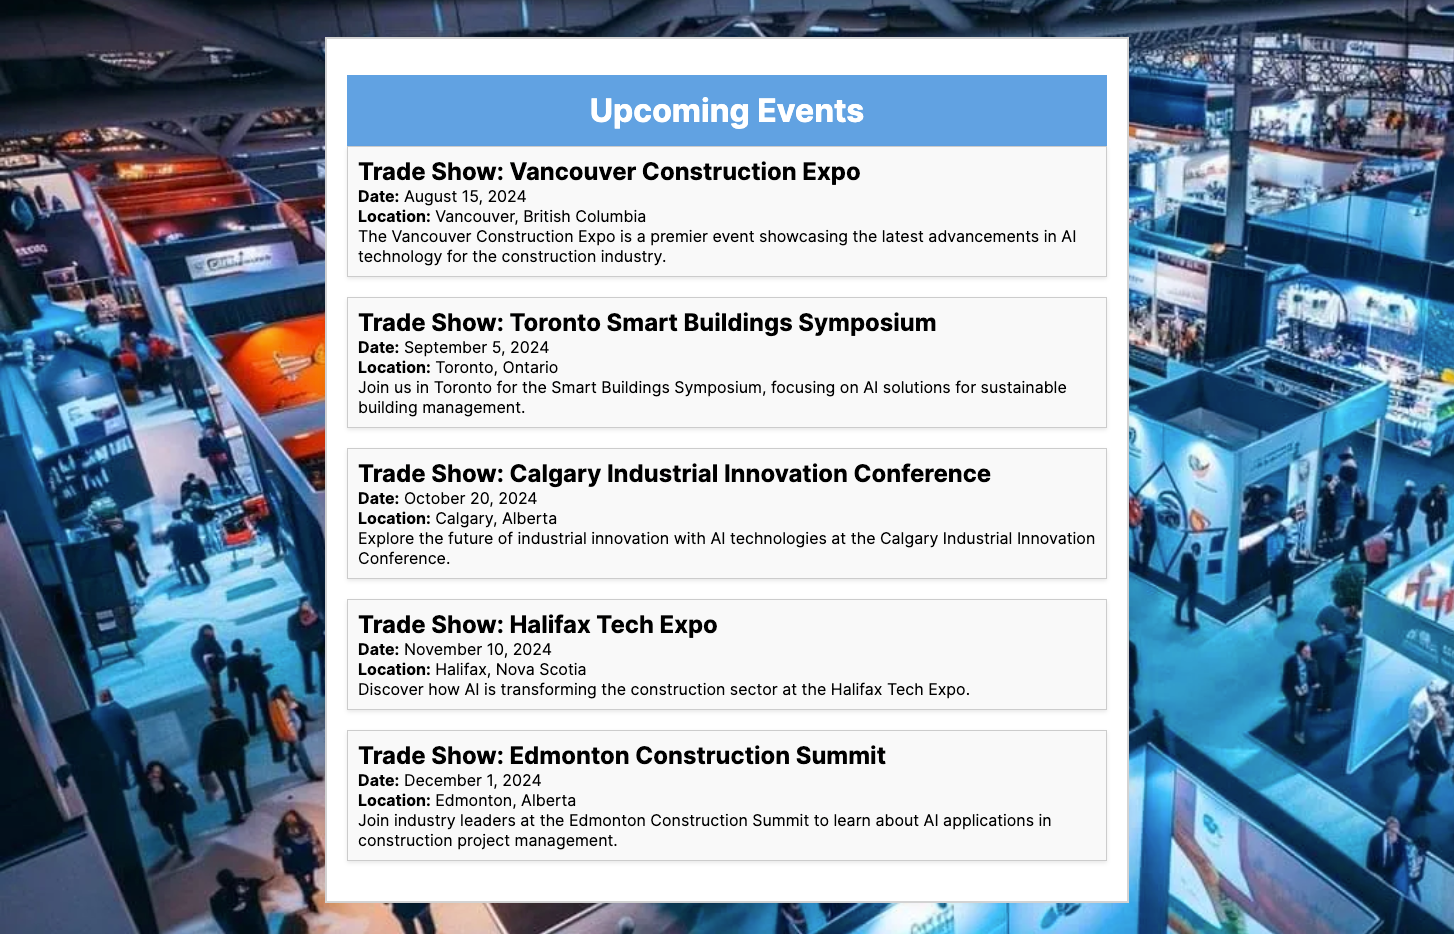 Upcoming Events
Trade Show: Vancouver Construction Expo
Date: August 15, 2024
Location: Vancouver, British Columbia
The Vancouver Construction Expo is a premier event showcasing the latest advancements in AI
technology for the construction industry.
Trade Show: Toronto Smart Buildings Symposium
Date: September 5, 2024
Location: Toronto, Ontario
Join us in Toronto for the Smart Buildings Symposium, focusing on AI solutions for sustainable
building management.
Trade Show: Calgary Industrial Innovation Conference
Date: October 20, 2024
Location: Calgary, Alberta
Explore the future of industrial innovation with AI technologies at the Calgary Industrial Innovation
Conference.
Trade Show: Halifax Tech Expo
Date: November 10, 2024
Location: Halifax, Nova Scotia
Discover how AI is transforming the construction sector at the Halifax Tech Expo.
Trade Show: Edmonton Construction Summit
Date: December 1, 2024
Location: Edmonton, Alberta
Join industry leaders at the Edmonton Construction Summit to learn about AI applications in
construction project management.